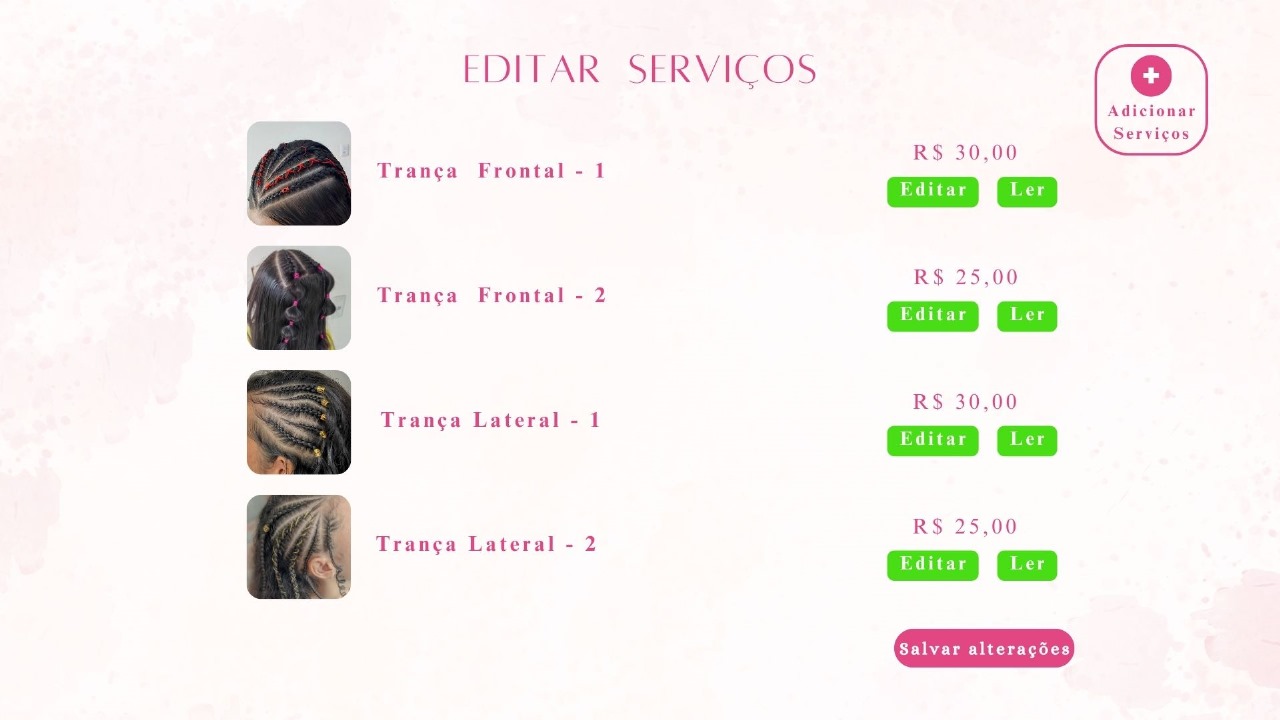 EDITAR SERVIÇOS
Adicionar
Serviços
Trança Frontal - 1
R$ 30,00
Editar Ler
Trança Frontal - 2
R$ 25,00
Editar Ler
Trança Lateral - 1
R$ 30,00
Editar Ler
Trança Lateral - 2
R$ 25,00
Editar Ler
Salvar alterações